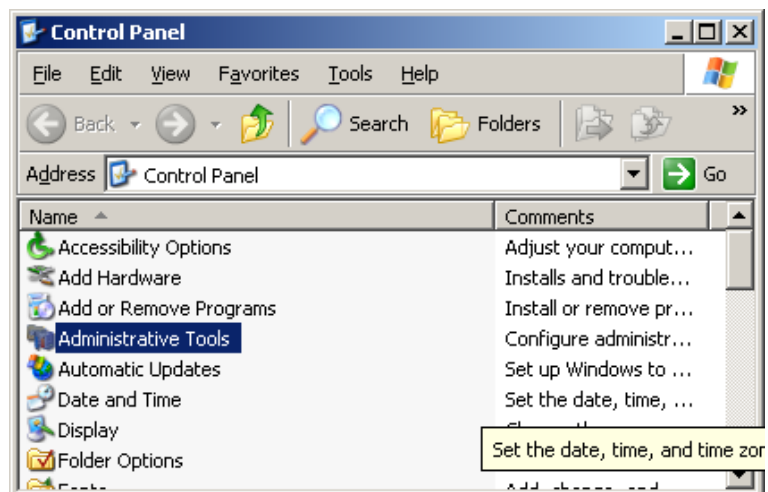 Control Panel
File Edit View Favorites Tools Help
Back Search Folders »
Address Control Panel Go
Name Comments
Accessibility Options Adjust your comput...
Add Hardware Installs and trouble...
Add or Remove Programs Install or remove pr...
Administrative Tools Configure administr...
Automatic Updates Set up Windows to ...
Date and Time Set the date, time, ...
Display
Set the date, time, and time zon
Folder Options